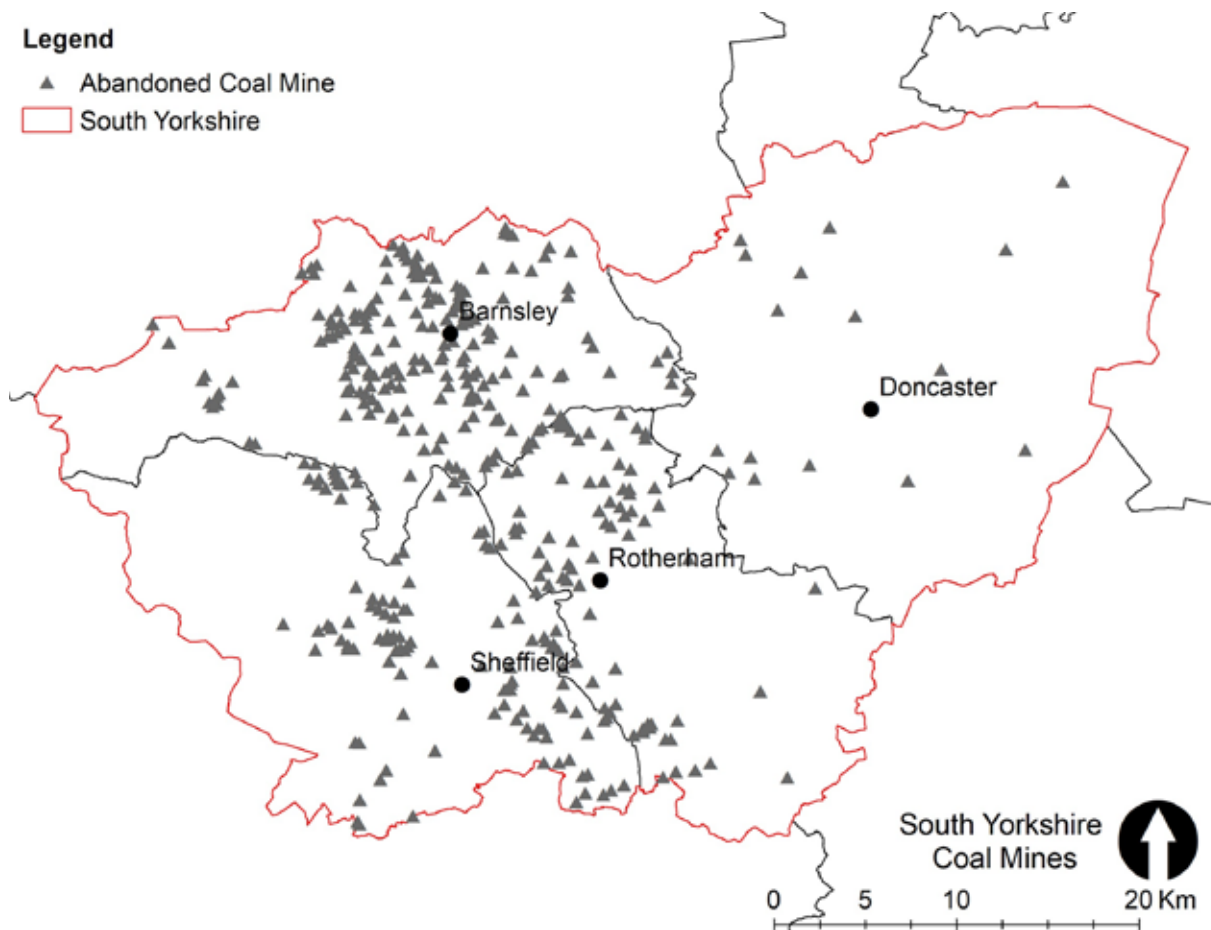 Legend
Abandoned Coal Mine
South Yorkshire
Barnsley
Doncaster
Rotherham
Sheffield
South Yorkshire
Coal Mines
0 5 10 20 Km